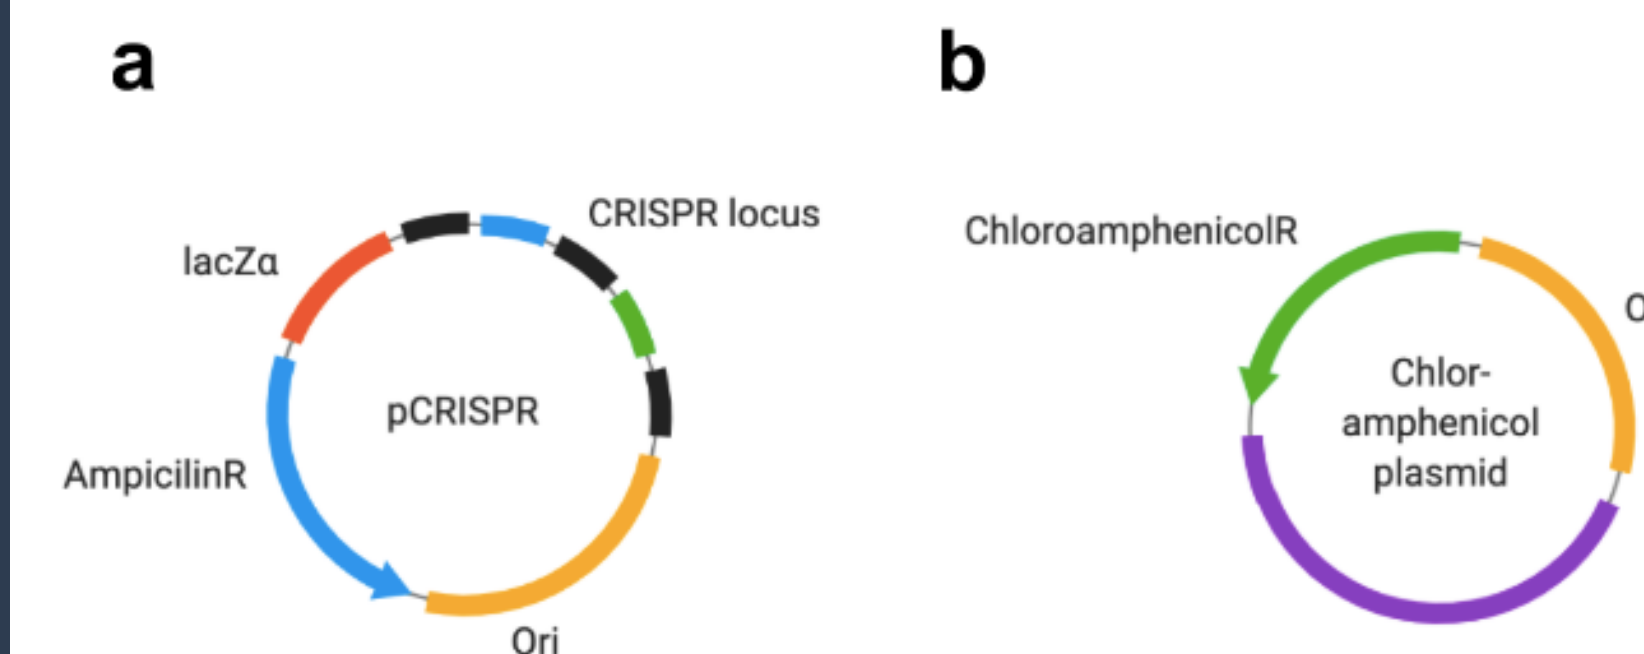 a
b
CRISPR locus
lacZα
ChloroamphenicolR
pCRISPR
Chlor-
amphenicol
plasmid
AmpicilinR
Ori